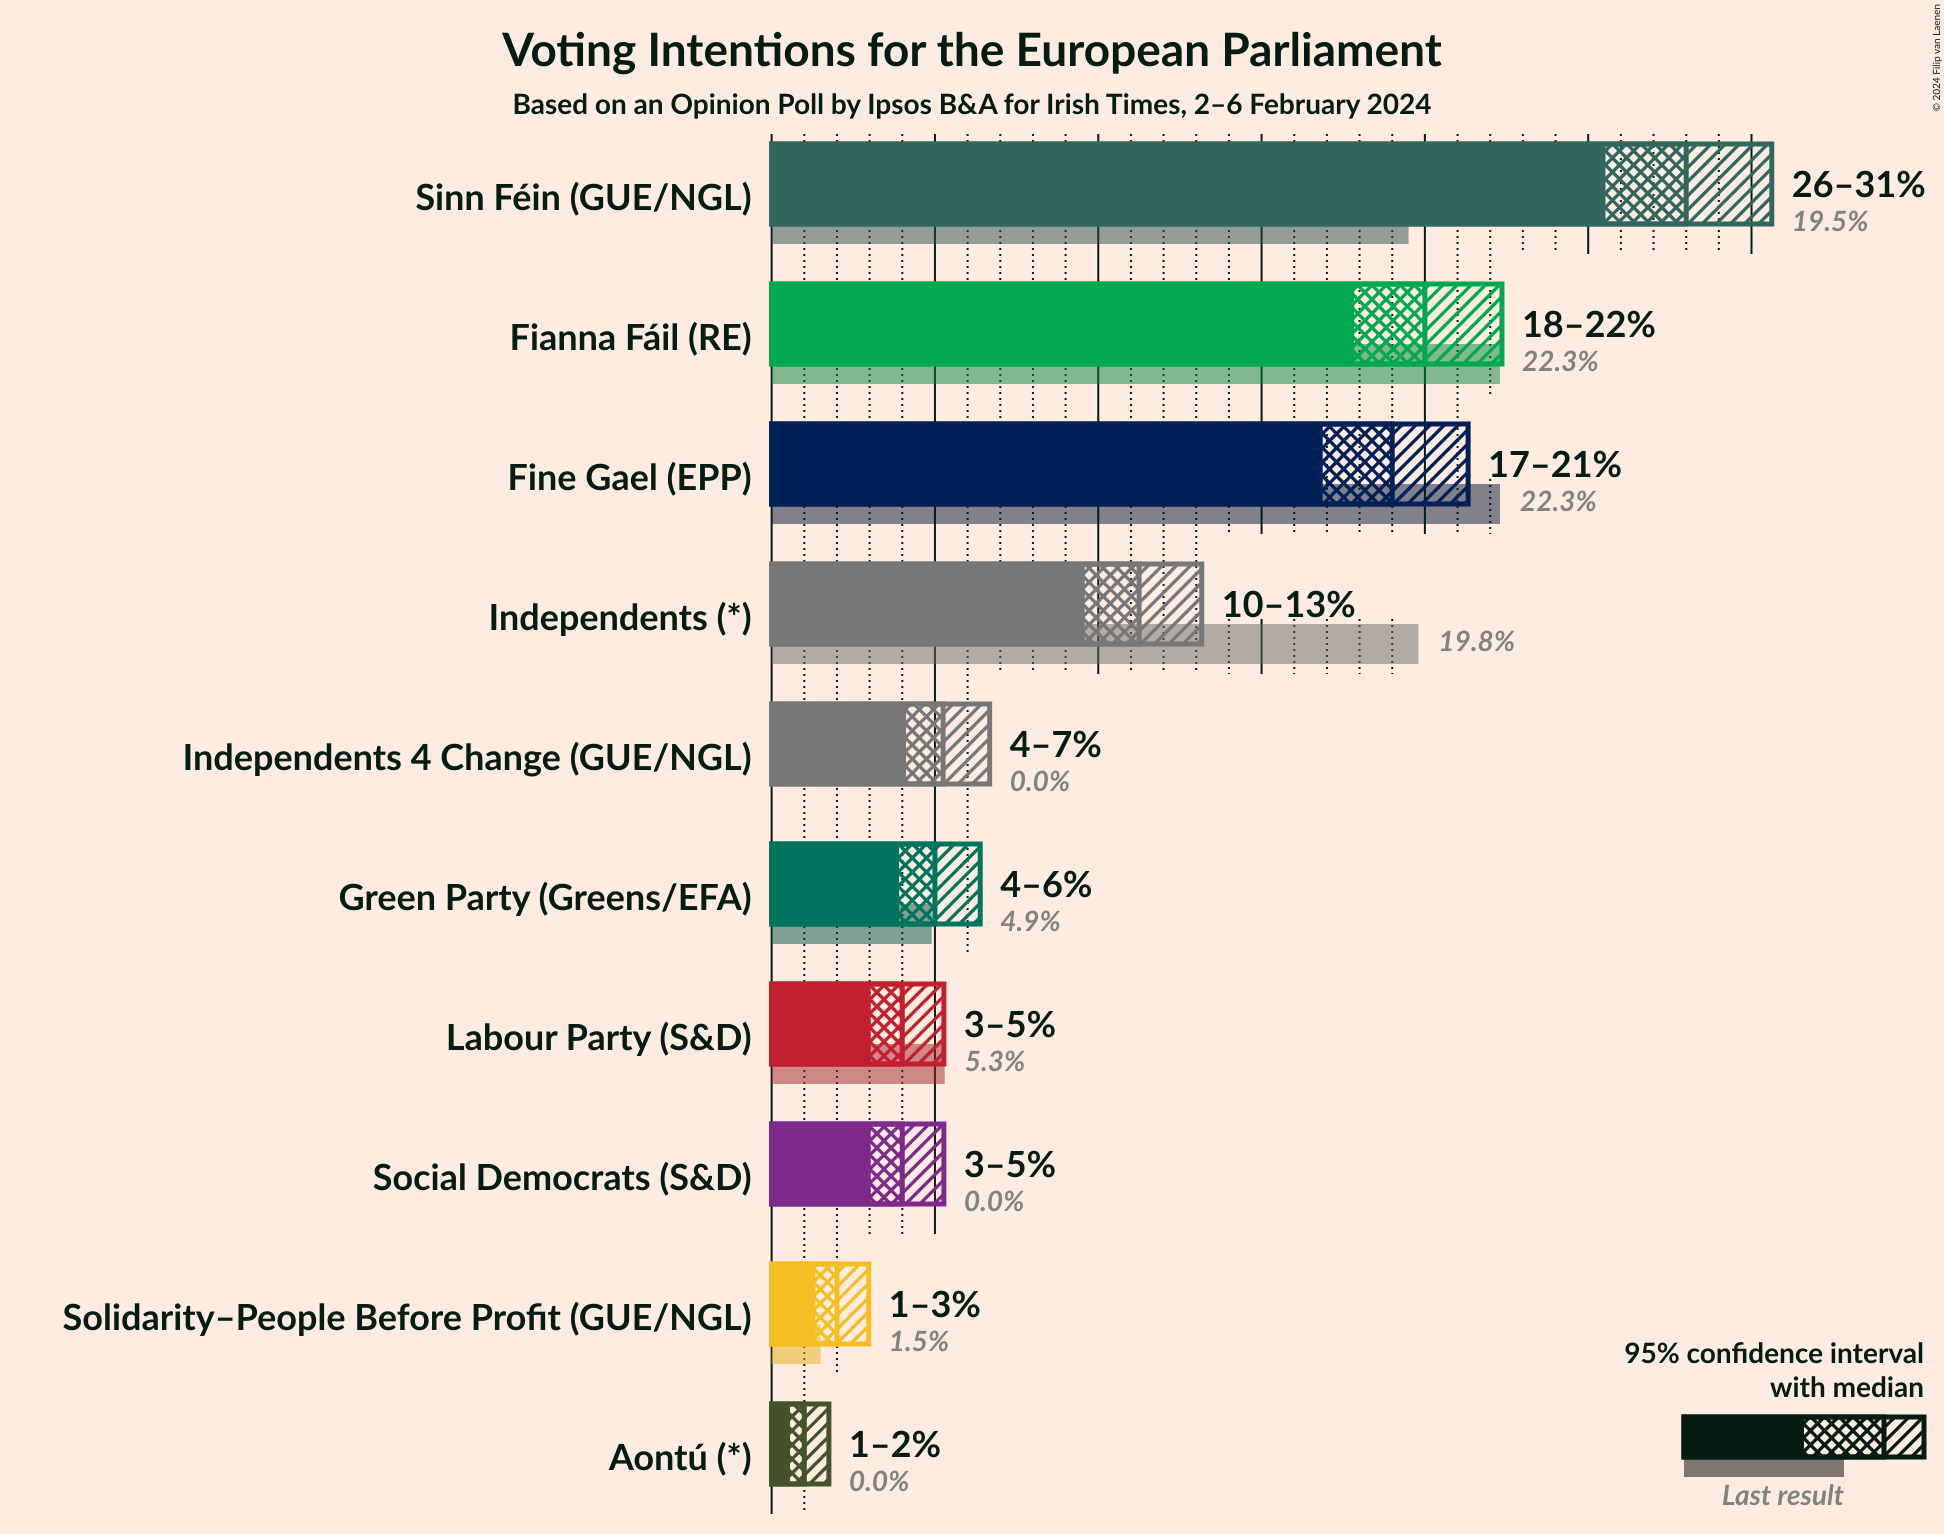 Voting Intentions for the European Parliament
Based on an Opinion Poll by Ipsos B&A for Irish Times, 2–6 February 2024
© 2024 Filip van Laenen
Sinn Féin (GUE/NGL)
26–31%
19.5%
Fianna Fáil (RE)
18–22%
22.3%
Fine Gael (EPP)
17–21%
22.3%
Independents (*)
10–13%
19.8%
Independents 4 Change (GUE/NGL)
4–7%
0.0%
Green Party (Greens/EFA)
4–6%
4.9%
Labour Party (S&D)
3–5%
5.3%
Social Democrats (S&D)
3–5%
0.0%
Solidarity–People Before Profit (GUE/NGL)
1–3%
1.5%
Aontú (*)
1–2%
0.0%
95% confidence interval
with median
Last result